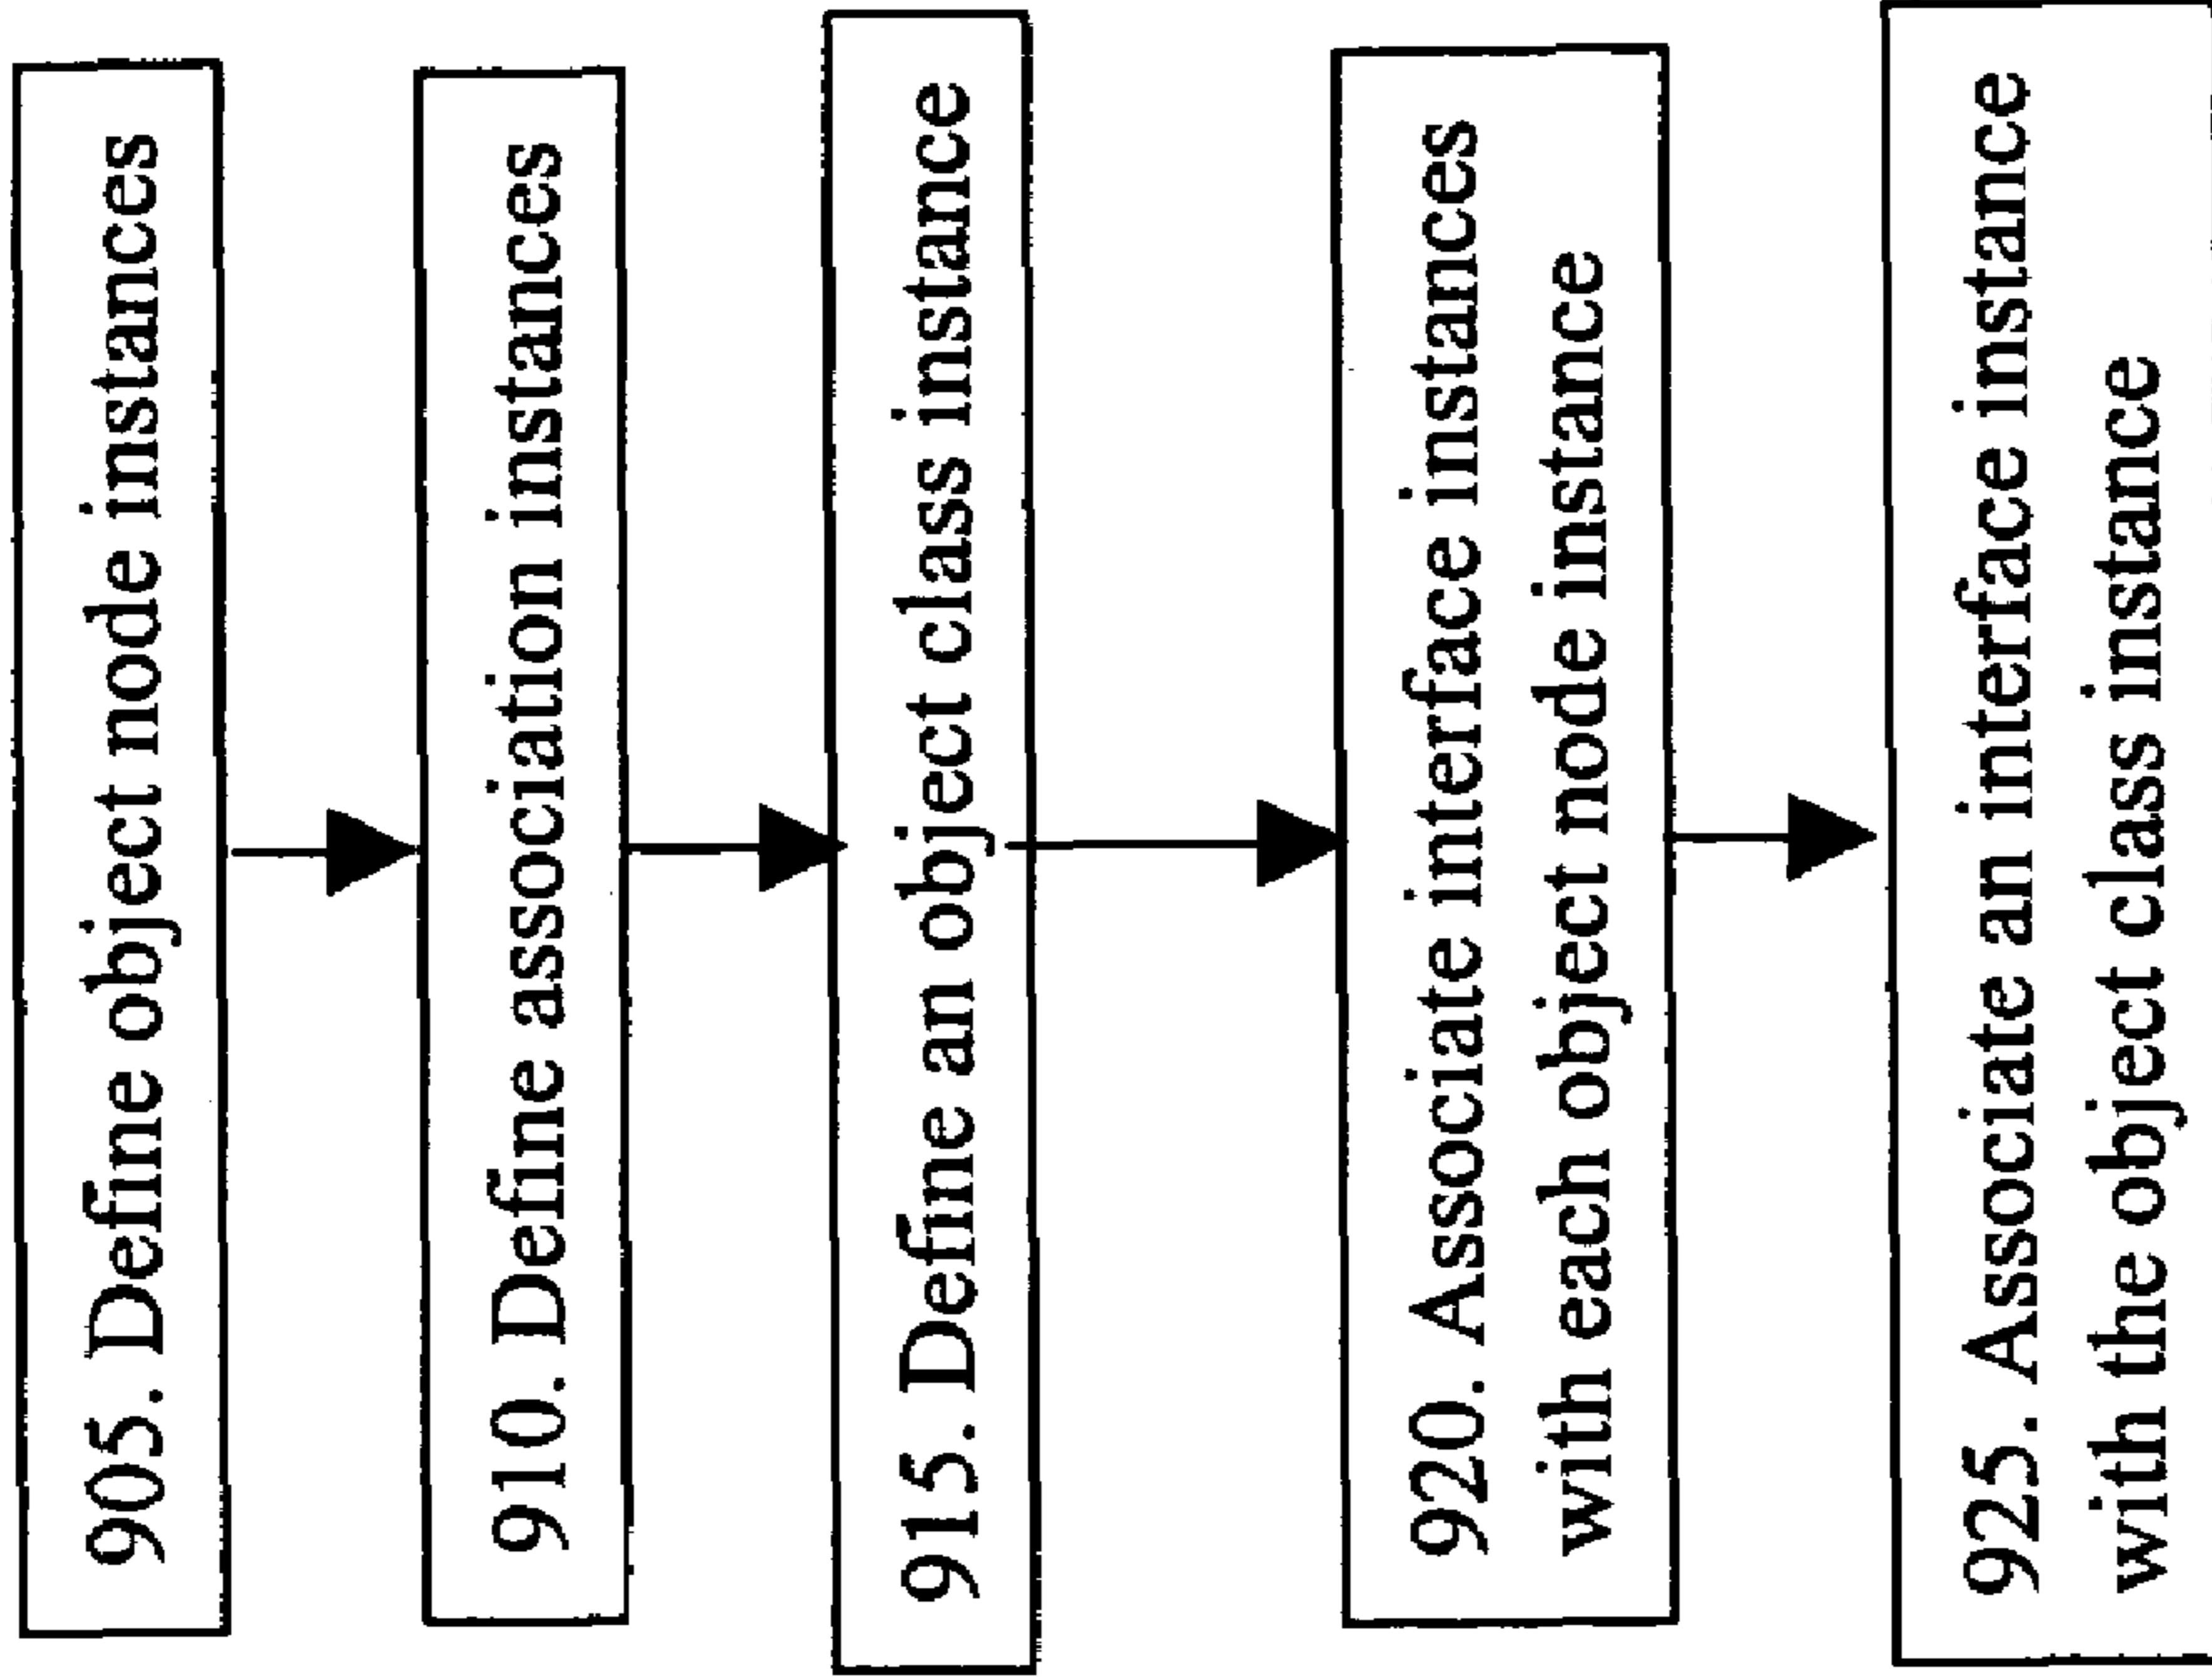 905. Define object node instances
910. Define association instances
915. Define an object class instance
920. Associate interface instances
with each object node instance
925. Associate an interface instance
with the object class instance